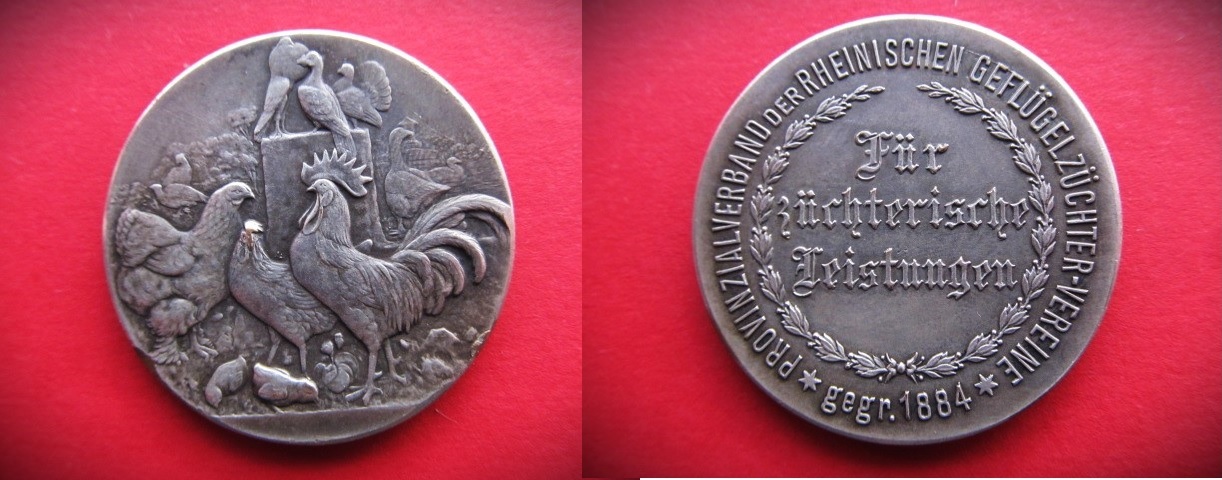 PROVINZIALVERBAND DER RHEINISCHEN GEFLÜGELZÜCHTER-VEREINE
gegr. 1884
Für
züchterische
Leistungen